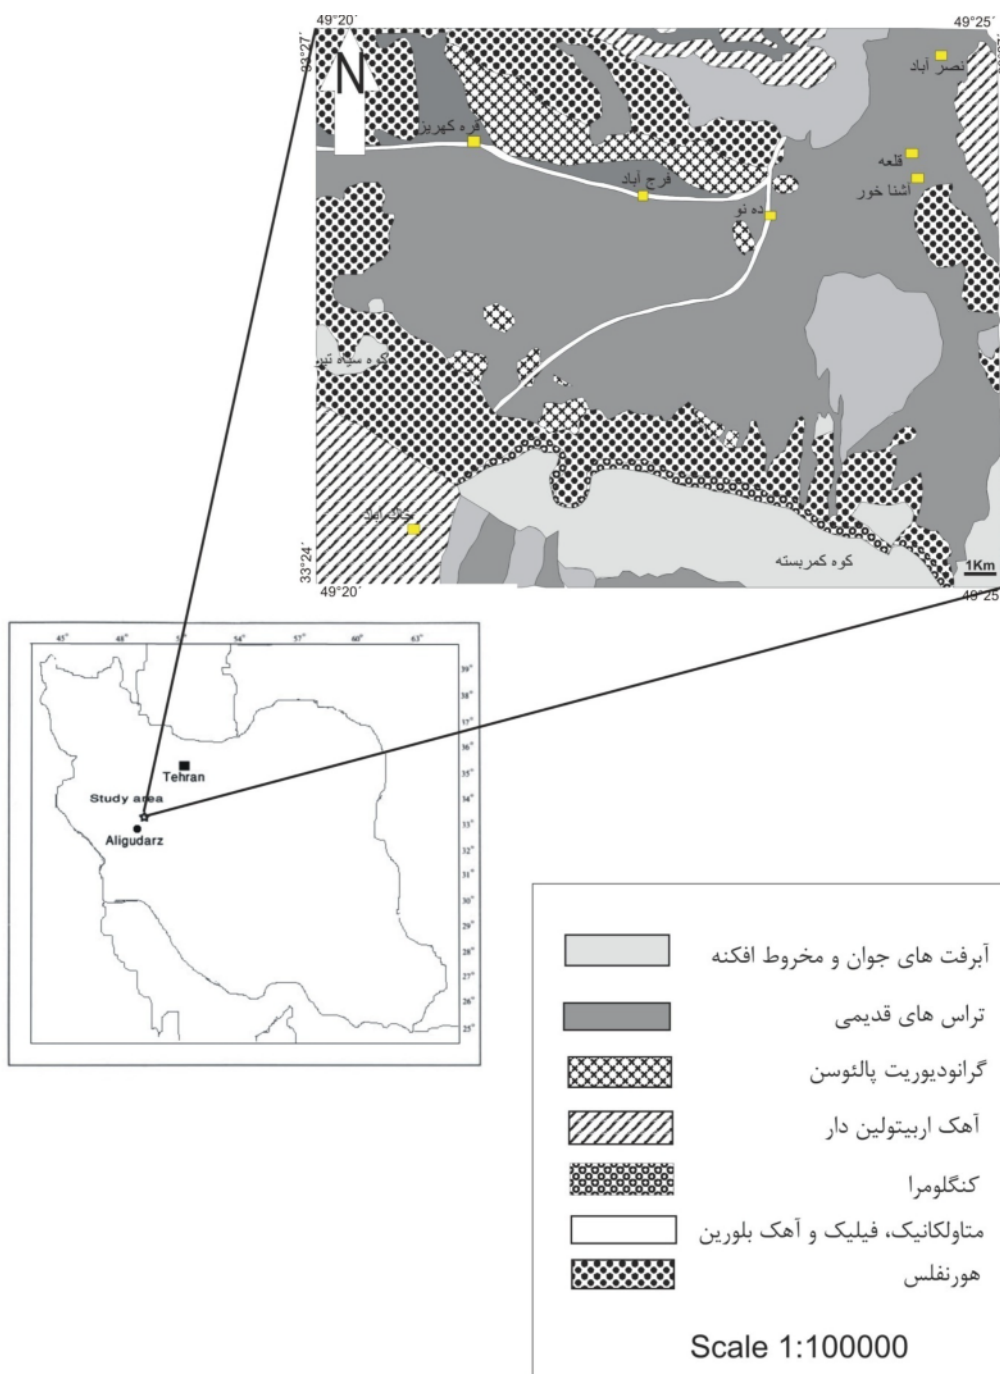 49°20´
49°25´
33°27´
N
نصر آباد
قره کهریز
قلعه
فرج آباد
آشنا خور
ده نو
کوه سیاه تیر
خاک آباد
کوه کمربسته
1Km
33°24´
49°20´
49°25´
45°
48°
51°
54°
57°
60°
63°
39°
38°
37°
36°
35°
34°
33°
32°
31°
30°
29°
28°
27°
26°
25°
Tehran
Study area
Aligudarz
آبرفت های جوان و مخروط افکنه
تراس های قدیمی
گرانودیوریت پالئوسن
آهک اربیتولین دار
کنگلومرا
متاولکانیک، فیلیک و آهک بلورین
هورنفلس
Scale 1:100000